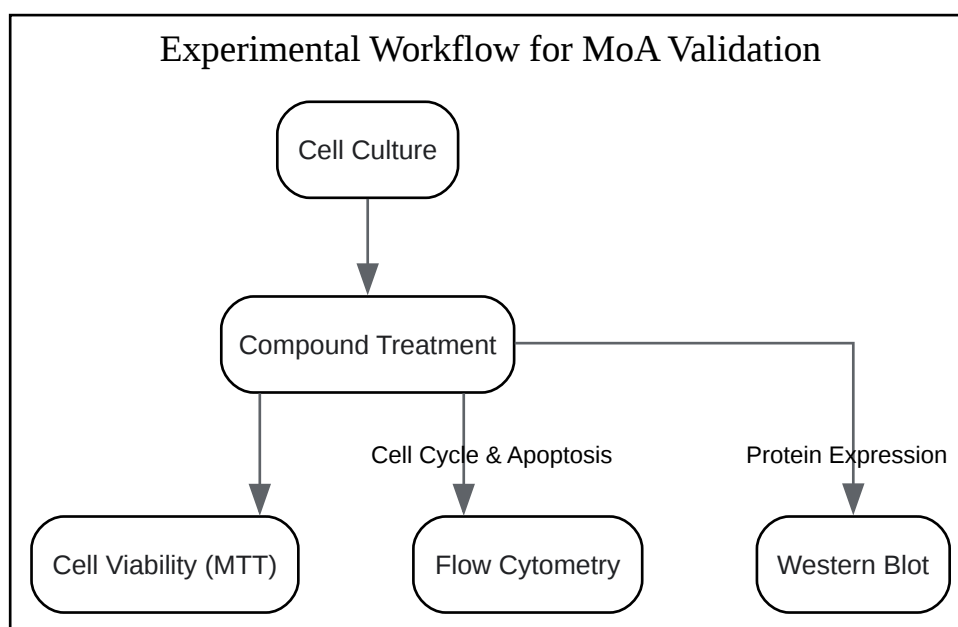 Experimental Workflow for MoA Validation
Cell Culture
Compound Treatment
Cell Cycle & Apoptosis
Protein Expression
Cell Viability (MTT)
Flow Cytometry
Western Blot